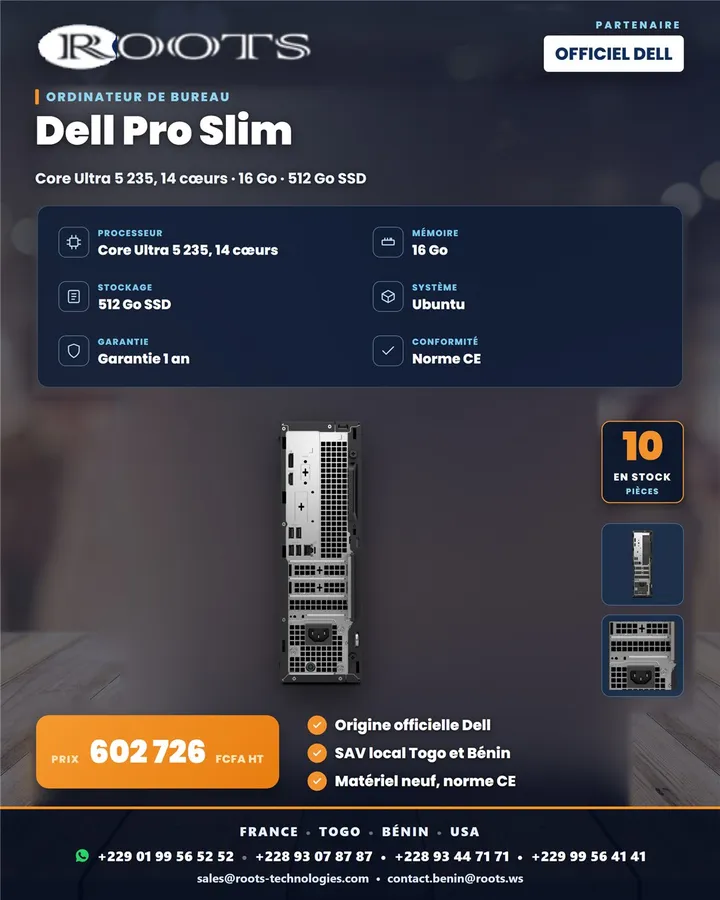 ROOTS
PARTENAIRE
OFFICIEL DELL
ORDINATEUR DE BUREAU
Dell Pro Slim
Core Ultra 5 235, 14 cœurs · 16 Go · 512 Go SSD
PROCESSEUR
Core Ultra 5 235, 14 cœurs
MÉMOIRE
16 Go
STOCKAGE
512 Go SSD
SYSTÈME
Ubuntu
GARANTIE
Garantie 1 an
CONFORMITÉ
Norme CE
10
EN STOCK
PIÈCES
PRIX 602 726 FCFA HT
Origine officielle Dell
SAV local Togo et Bénin
Matériel neuf, norme CE
FRANCE • TOGO • BÉNIN • USA
+229 01 99 56 52 52 • +228 93 07 87 87 • +228 93 44 71 71 • +229 99 56 41 41
sales@roots-technologies.com • contact.benin@roots.ws